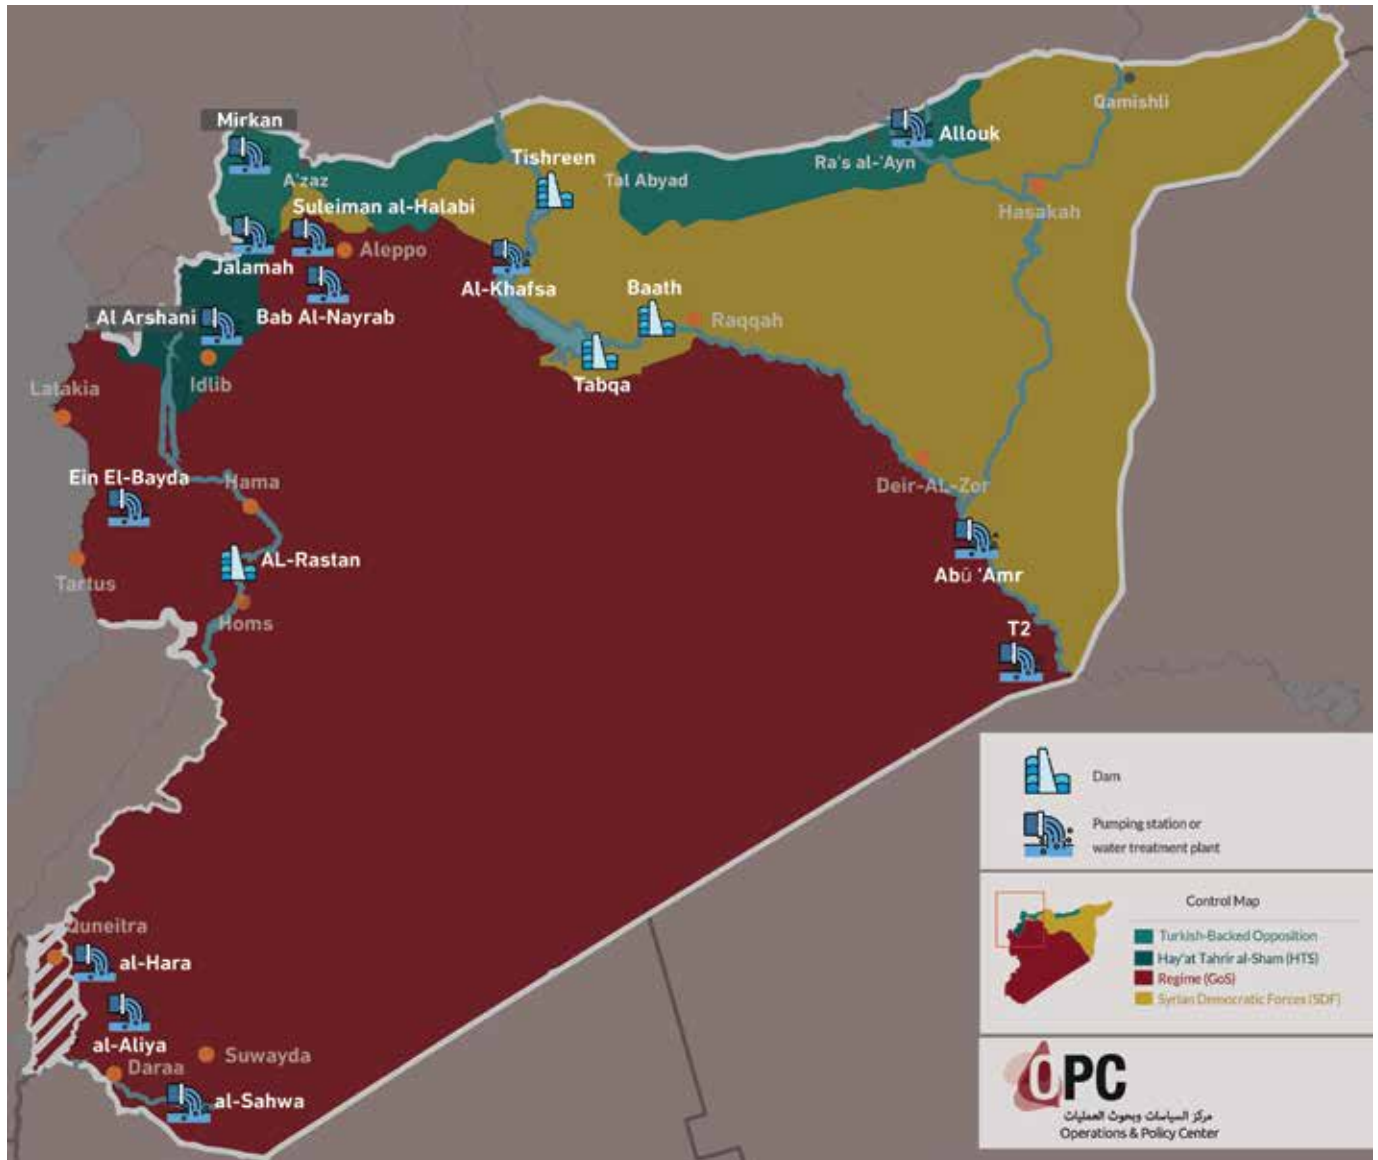 Mirkan
Qamishli
Allouk
Tishreen
A'zaz
Tal Abyad
Ra's al-'Ayn
Suleiman al-Halabi
Hasakah
Aleppo
Jalamah
Al-Khafsa
Baath
Al Arshani
Bab Al-Nayrab
Raqqah
Idlib
Tabqa
Latakia
Ein El-Bayda
Hama
Deir-AL-Zor
AL-Rastan
Abū 'Amr
Tartus
Homs
T2
Dam
Pumping station or
water treatment plant
Control Map
Turkish-Backed Opposition
Hay'at Tahrir al-Sham (HTS)
Regime (GoS)
Syrian Democratic Forces (SDF)
Quneitra
al-Hara
al-Aliya
Suwayda
Daraa
al-Sahwa
OPC
مركز السياسات وبحوث العمليات
Operations & Policy Center